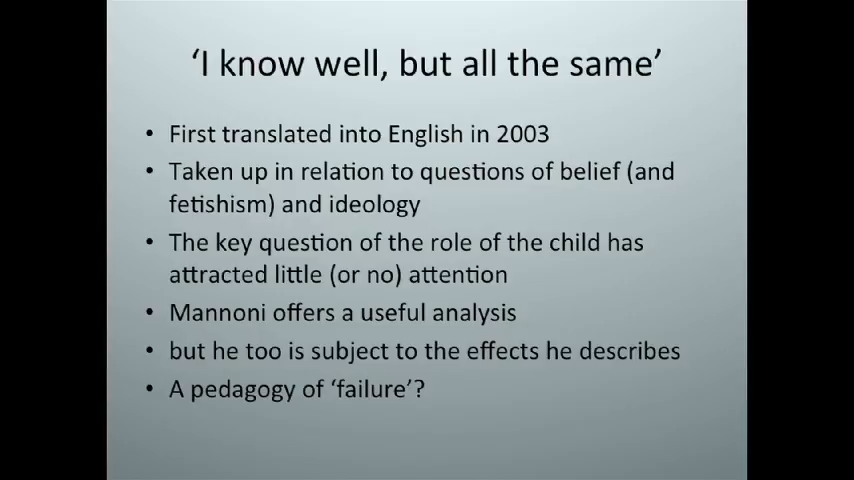 ‘I know well, but all the same’
• First translated into English in 2003
• Taken up in relation to questions of belief (and
fetishism) and ideology
• The key question of the role of the child has
attracted little (or no) attention
• Mannoni offers a useful analysis
• but he too is subject to the effects he describes
• A pedagogy of ‘failure’?